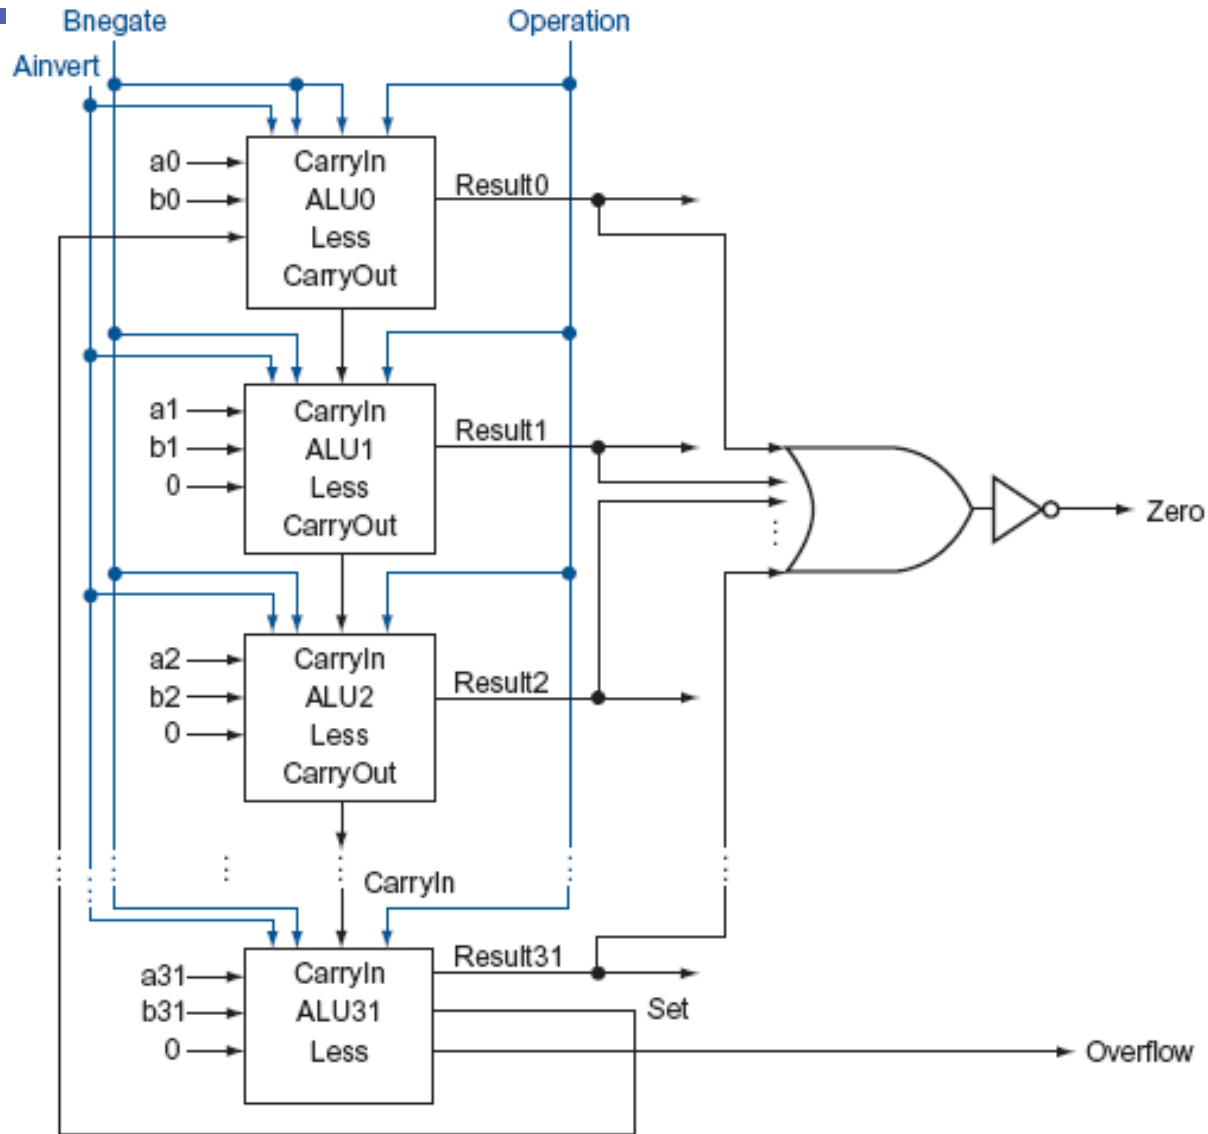 Bnegate
Operation
Ainvert
a0
CarryIn
b0
ALU0
Less
CarryOut
Result0
a1
CarryIn
b1
ALU1
0
Less
CarryOut
Result1
Zero
a2
CarryIn
b2
ALU2
0
Less
CarryOut
Result2
CarryIn
a31
CarryIn
b31
ALU31
0
Less
Result31
Set
Overflow